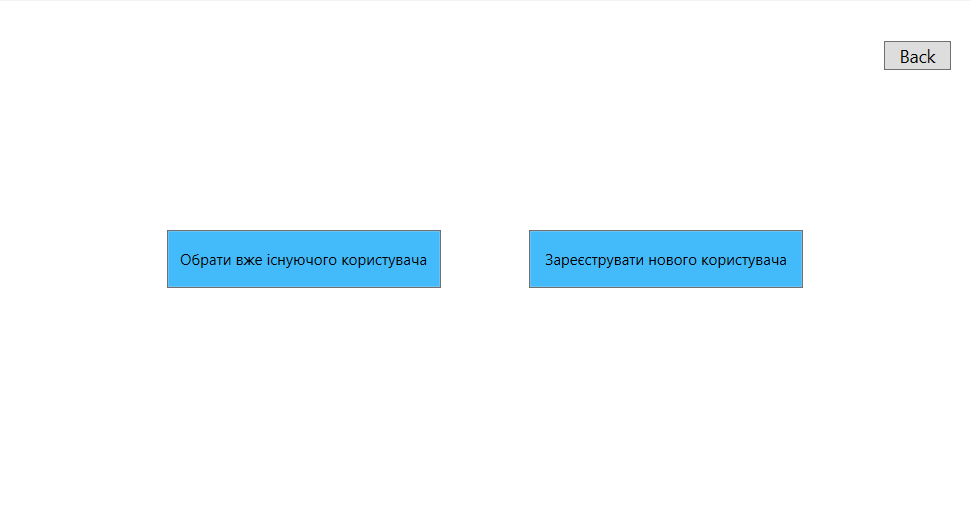 Back
Обрати вже існуючого користувача
Зареєструвати нового користувача